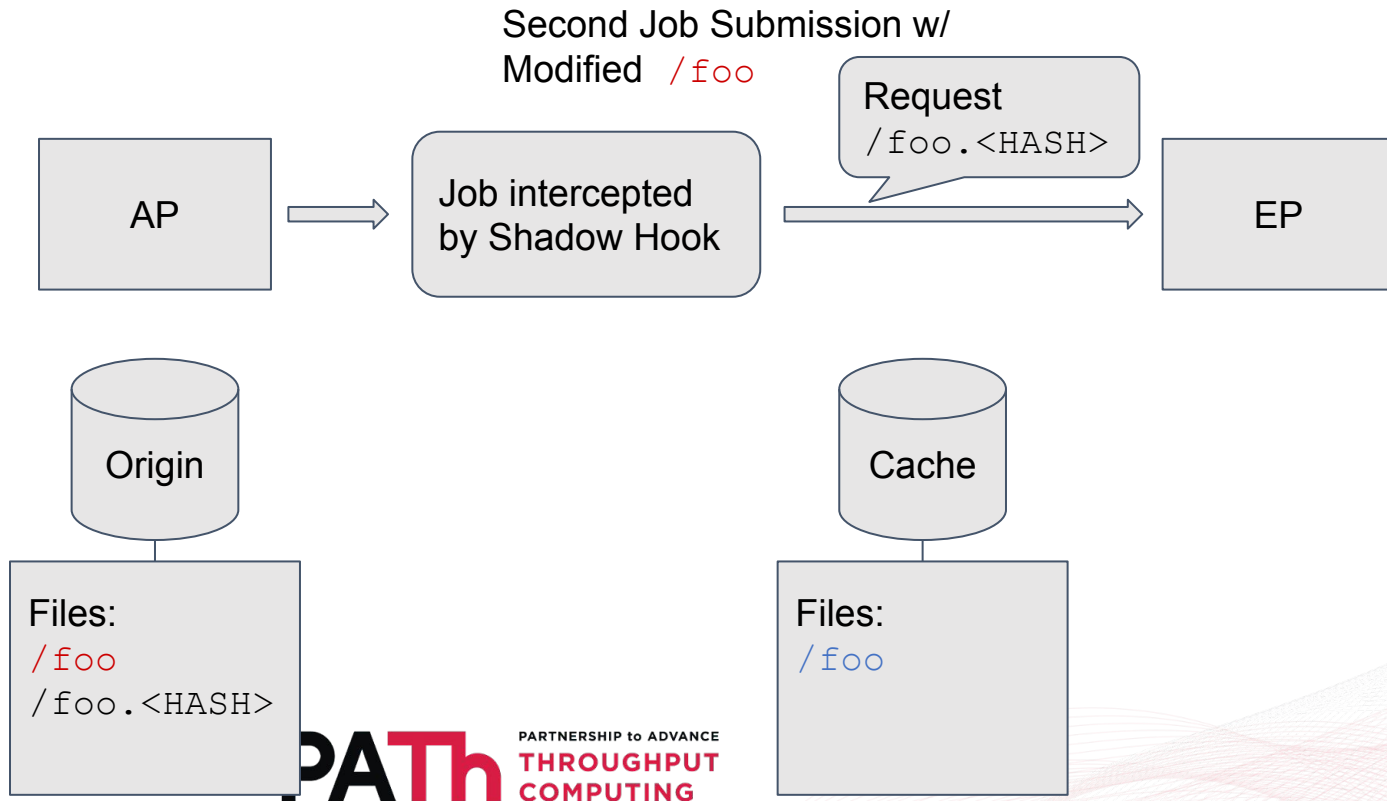 Second Job Submission w/
Modified /foo
Request
/foo.<HASH>
AP
Job intercepted
by Shadow Hook
EP
Origin
Cache
Files:
/foo
/foo.<HASH>
Files:
/foo
PATh
PARTNERSHIP to ADVANCE
THROUGHPUT
COMPUTING